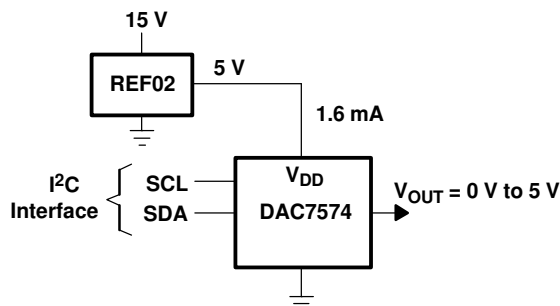 15 V
REF02
5 V
1.6 mA
I²C
Interface
SCL
SDA
V_DD
DAC7574
V_OUT = 0 V to 5 V